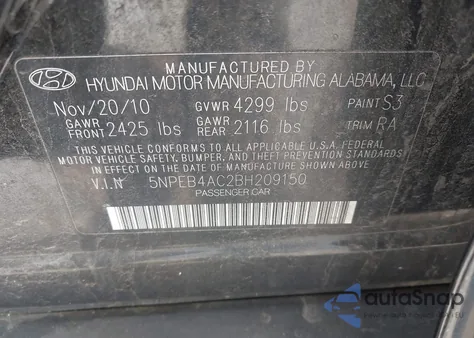 MANUFACTURED BY
HYUNDAI MOTOR MANUFACTURING ALABAMA, LLC
Nov/20/10 GVWR 4299 lbs PAINT S3
GAWR FRONT 2425 lbs GAWR REAR 2116 lbs TRIM RA
THIS VEHICLE CONFORMS TO ALL APPLICABLE U.S.A FEDERAL
MOTOR VEHICLE SAFETY, BUMPER, AND THEFT PREVENTION STANDARDS
IN EFFECT ON THE DATE OF MANUFACTURE SHOWN ABOVE.
V.I.N 5NPEB4AC2BH209150
PASSENGER CAR
autaSnap